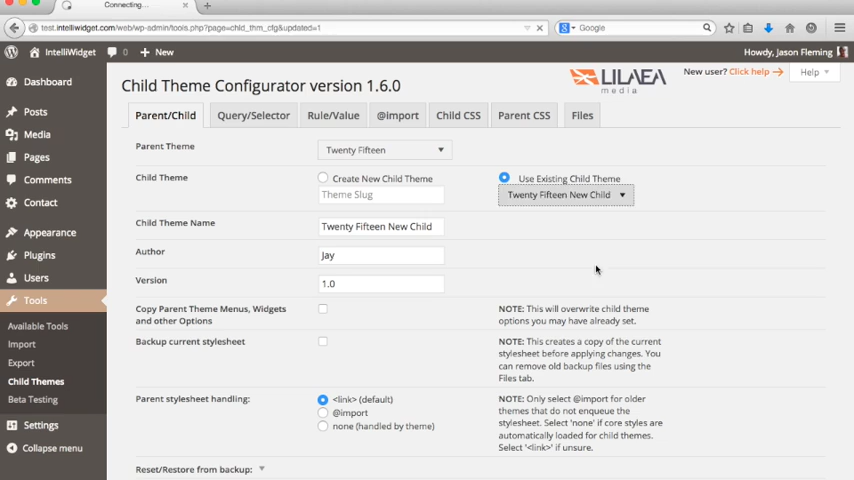 Connecting...
test.intelliwidget.com/web/wp-admin/tools.php?page=chld_thm_cfg&updated=1
Google
IntelliWidget
0
New
Howdy, Jason Fleming
Child Theme Configurator version 1.6.0
LILAEA
media
New user? Click help
Help
Dashboard
Posts
Media
Pages
Comments
Contact
Appearance
Plugins
Users
Tools
Available Tools
Import
Export
Child Themes
Beta Testing
Settings
Collapse menu
Parent/Child
Query/Selector
Rule/Value
@import
Child CSS
Parent CSS
Files
Parent Theme
Twenty Fifteen
Child Theme
Create New Child Theme
Theme Slug
Use Existing Child Theme
Twenty Fifteen New Child
Child Theme Name
Twenty Fifteen New Child
Author
Jay
Version
1.0
Copy Parent Theme Menus, Widgets
and other Options
NOTE: This will overwrite child theme
options you may have already set.
Backup current stylesheet
NOTE: This creates a copy of the current
stylesheet before applying changes. You
can remove old backup files using the
Files tab.
Parent stylesheet handling:
<link> (default)
@import
none (handled by theme)
NOTE: Only select @import for older
themes that do not enqueue the
stylesheet. Select 'none' if core styles are
automatically loaded for child themes.
Select '<link>' if unsure.
Reset/Restore from backup: